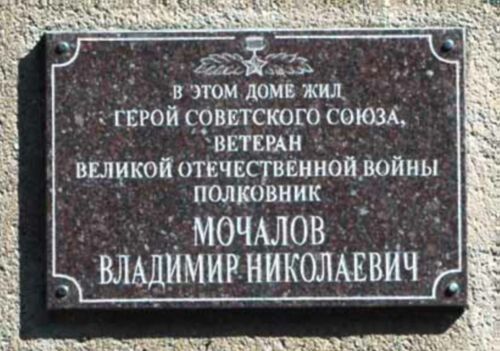 В ЭТОМ ДОМЕ ЖИЛ
ГЕРОЙ СОВЕТСКОГО СОЮЗА,
ВЕТЕРАН
ВЕЛИКОЙ ОТЕЧЕСТВЕННОЙ ВОЙНЫ
ПОЛКОВНИК
МОЧАЛОВ
ВЛАДИМИР НИКОЛАЕВИЧ